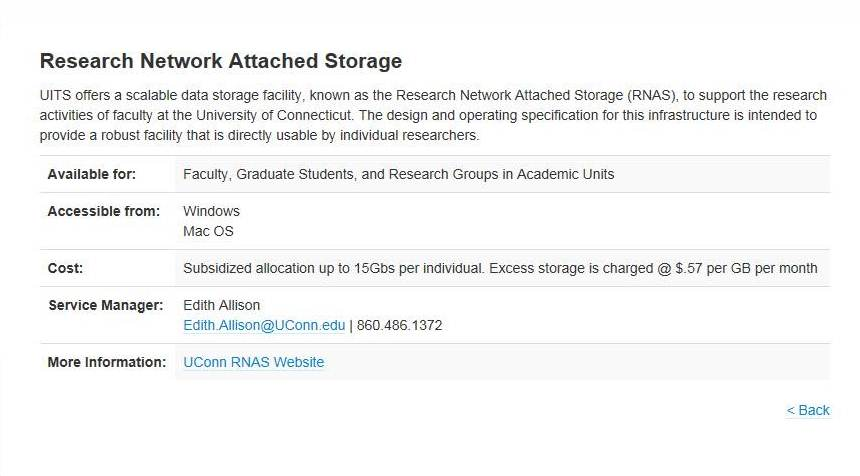 Research Network Attached Storage
UITS offers a scalable data storage facility, known as the Research Network Attached Storage (RNAS), to support the research
activities of faculty at the University of Connecticut. The design and operating specification for this infrastructure is intended to
provide a robust facility that is directly usable by individual researchers.
Available for: Faculty, Graduate Students, and Research Groups in Academic Units
Accessible from: Windows
Mac OS
Cost: Subsidized allocation up to 15Gbs per individual. Excess storage is charged @ $.57 per GB per month
Service Manager: Edith Allison
Edith.Allison@UConn.edu | 860.486.1372
More Information: UConn RNAS Website
< Back